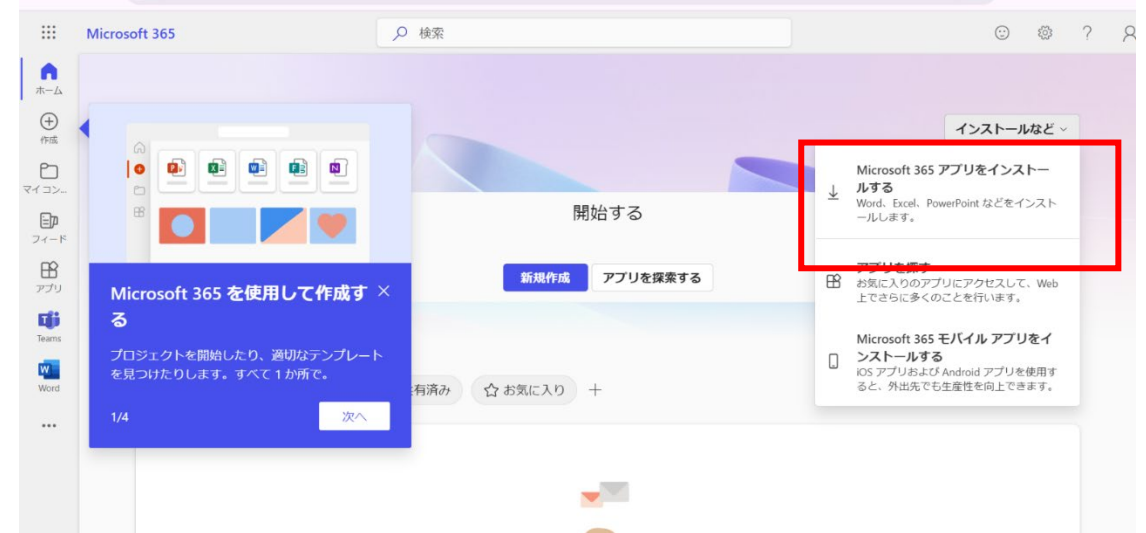 Microsoft 365
検索
ホーム
作成
マイ コン...
フィード
アプリ
Teams
Word
インストールなど
Microsoft 365 アプリをインストー
ルする
Word、Excel、PowerPoint などをインスト
ールします。
アプリを探す
お気に入りのアプリにアクセスして、Web
上でさらに多くのことを行います。
Microsoft 365 モバイル アプリをイ
ンストールする
iOS アプリおよび Android アプリを使用す
ると、外出先でも生産性を向上できます。
開始する
新規作成
アプリを探索する
Microsoft 365 を使用して作成す
る
プロジェクトを開始したり、適切なテンプレート
を見つけたりします。すべて 1 か所で。
1/4
次へ
有済み
お気に入り